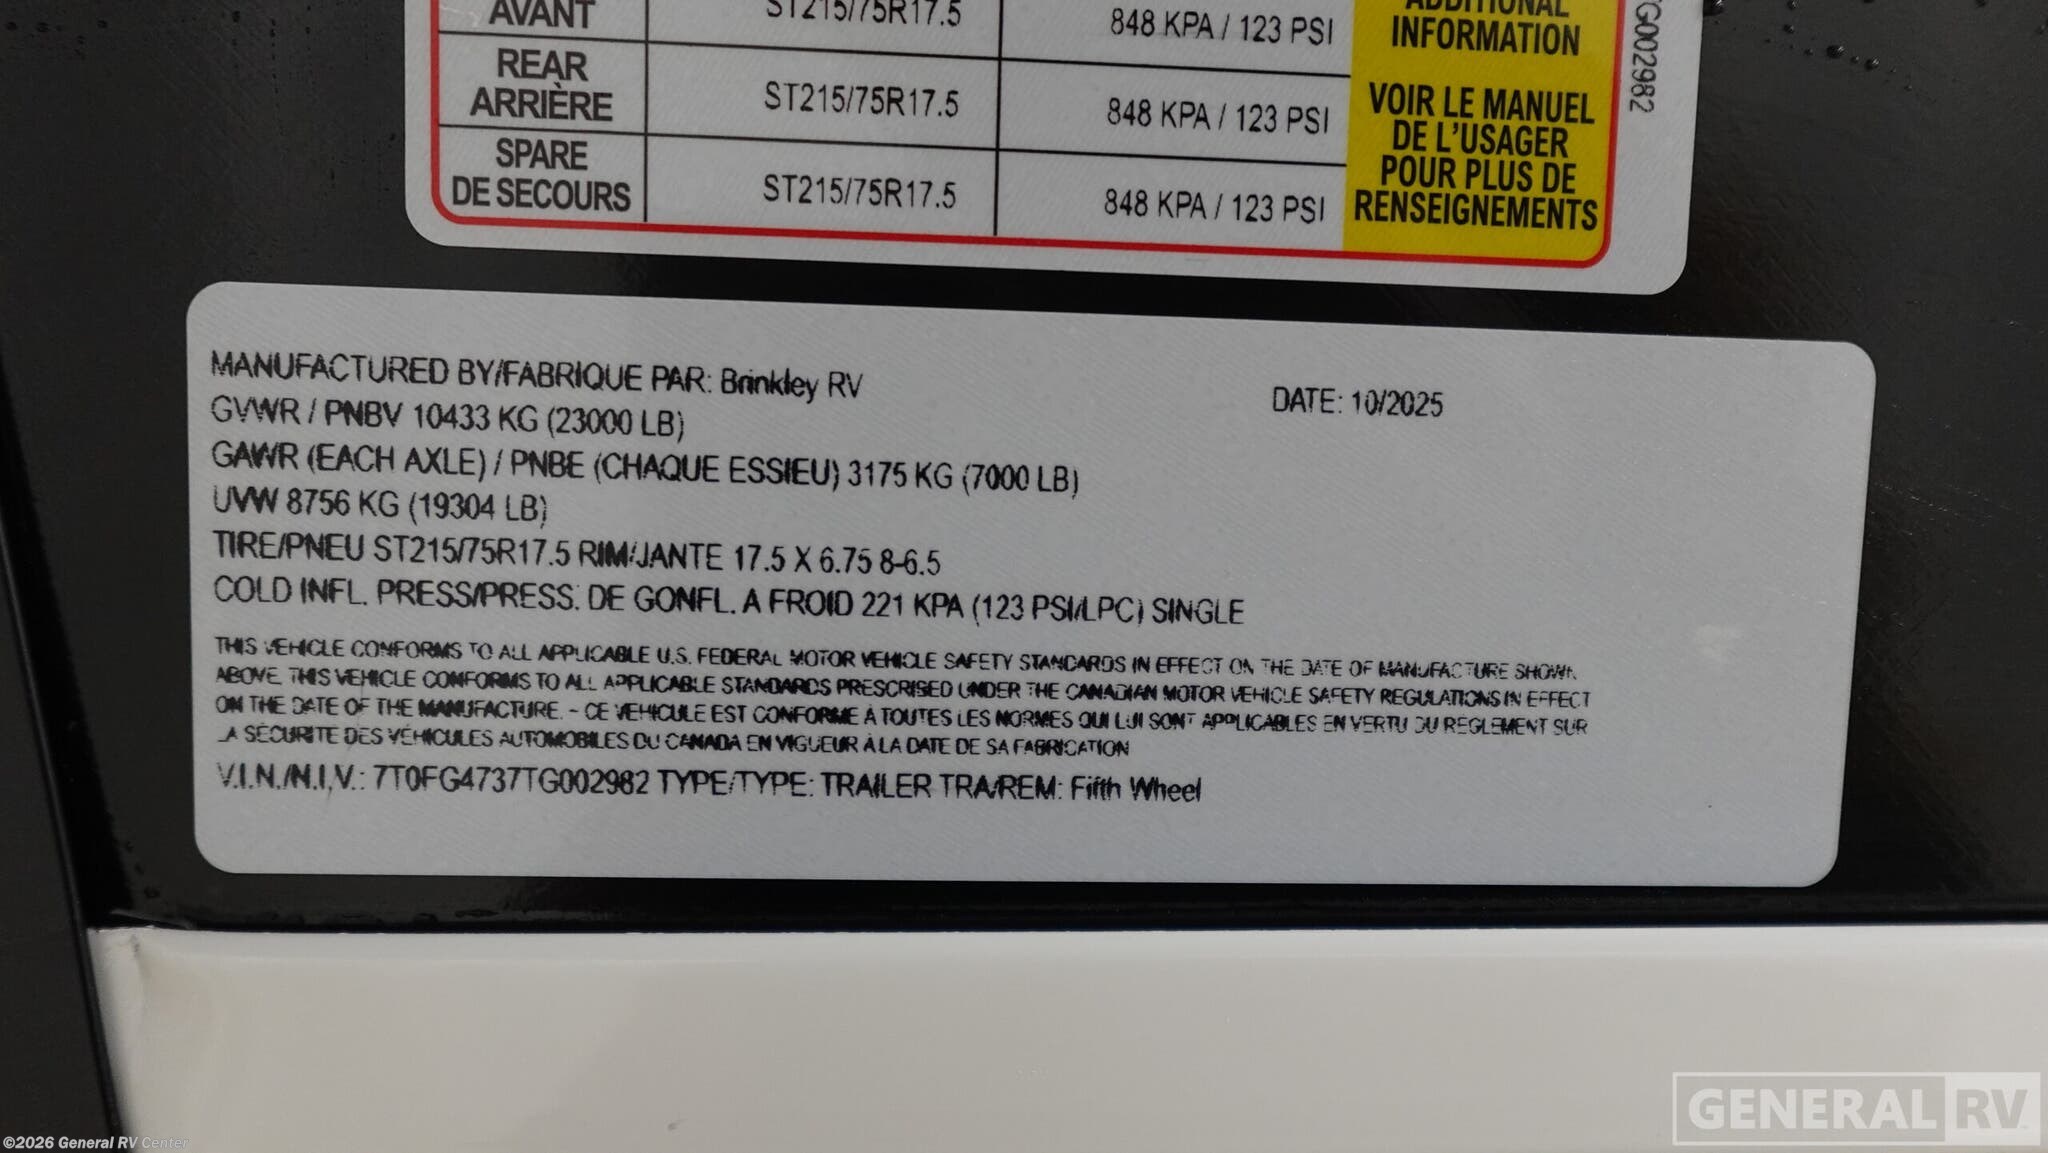 AVANT ST215/75R17.5 848 KPA / 123 PSI
ADDITIONAL
INFORMATION
REAR
ARRIÈRE ST215/75R17.5 848 KPA / 123 PSI
SPARE
DE SECOURS ST215/75R17.5 848 KPA / 123 PSI
VOIR LE MANUEL
DE L'USAGER
POUR PLUS DE
RENSEIGNEMENTS
TG002982
MANUFACTURED BY/FABRIQUE PAR: Brinkley RV DATE: 10/2025
GVWR / PNBV 10433 KG (23000 LB)
GAWR (EACH AXLE) / PNBE (CHAQUE ESSIEU) 3175 KG (7000 LB)
UVW 8756 KG (19304 LB)
TIRE/PNEU ST215/75R17.5 RIM/JANTE 17.5 X 6.75 8-6.5
COLD INFL. PRESS/PRESS. DE GONFL. A FROID 221 KPA (123 PSI/LPC) SINGLE
THIS VEHICLE CONFORMS TO ALL APPLICABLE U.S. FEDERAL MOTOR VEHICLE SAFETY STANDARDS IN EFFECT ON THE DATE OF MANUFACTURE SHOWN
ABOVE. THIS VEHICLE CONFORMS TO ALL APPLICABLE STANDARDS PRESCRISED UNDER THE CANADIAN MOTOR VEHICLE SAFETY REGULATIONS IN EFFECT
ON THE DATE OF THE MANUFACTURE. - CE VEHICULE EST CONFORME À TOUTES LES NORMES QUI LUI SONT APPLICABLES EN VERTU DU REGLEMENT SUR
LA SÉCURITE DES VÉHICULES AUTOMOBILES DU CANADA EN VIGUEUR À LA DATE DE SA FABRICATION
V.I.N./N.I.V.: 7T0FG4737TG002982 TYPE/TYPE: TRAILER TRA/REM: Fifth Wheel
GENERAL RV
©2026 General RV Center